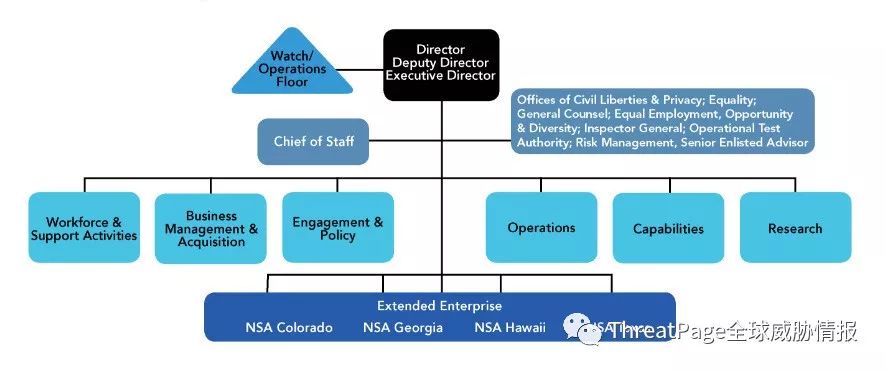 Watch/
Operations
Floor
Director
Deputy Director
Executive Director
Chief of Staff
Offices of Civil Liberties & Privacy; Equality;
General Counsel; Equal Employment, Opportunity
& Diversity; Inspector General; Operational Test
Authority; Risk Management, Senior Enlisted Advisor
Workforce &
Support Activities
Business
Management &
Acquisition
Engagement &
Policy
Operations
Capabilities
Research
Extended Enterprise
NSA Colorado NSA Georgia NSA Hawaii
ThreatPage全球威胁情报